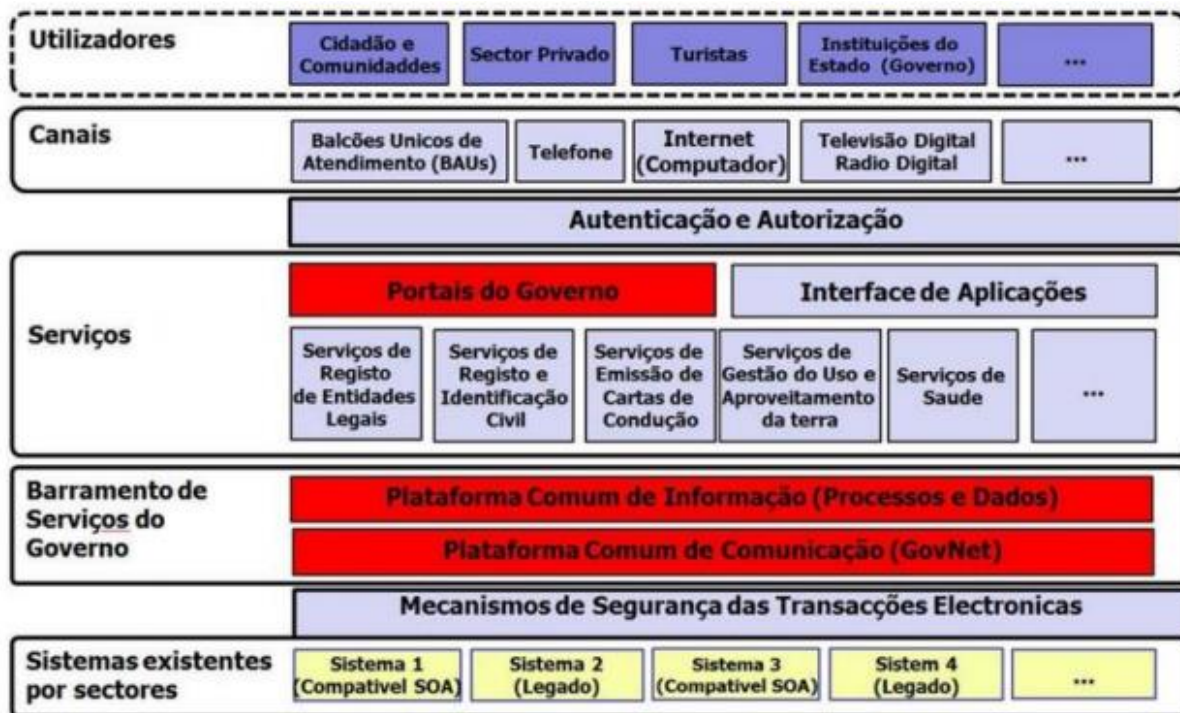 Utilizadores
Cidadão e
Comunidaddes
Sector Privado
Turistas
Instituições do
Estado (Governo)
...
Canais
Balcões Unicos de
Atendimento (BAUs)
Telefone
Internet
(Computador)
Televisão Digital
Radio Digital
...
Autenticação e Autorização
Serviços
Portais do Governo
Interface de Aplicações
Serviços de
Registo
de Entidades
Legais
Serviços de
Registo e
Identificação
Civil
Serviços de
Emissão de
Cartas de
Condução
Serviços de
Gestão do Uso e
Aproveitamento
da terra
Serviços de
Saude
...
Barramento de
Serviços do
Governo
Plataforma Comum de Informação (Processos e Dados)
Plataforma Comum de Comunicação (GovNet)
Mecanismos de Segurança das Transacções Electronicas
Sistemas existentes
por sectores
Sistema 1
(Compativel SOA)
Sistema 2
(Legado)
Sistema 3
(Compativel SOA)
Sistem 4
(Legado)
...